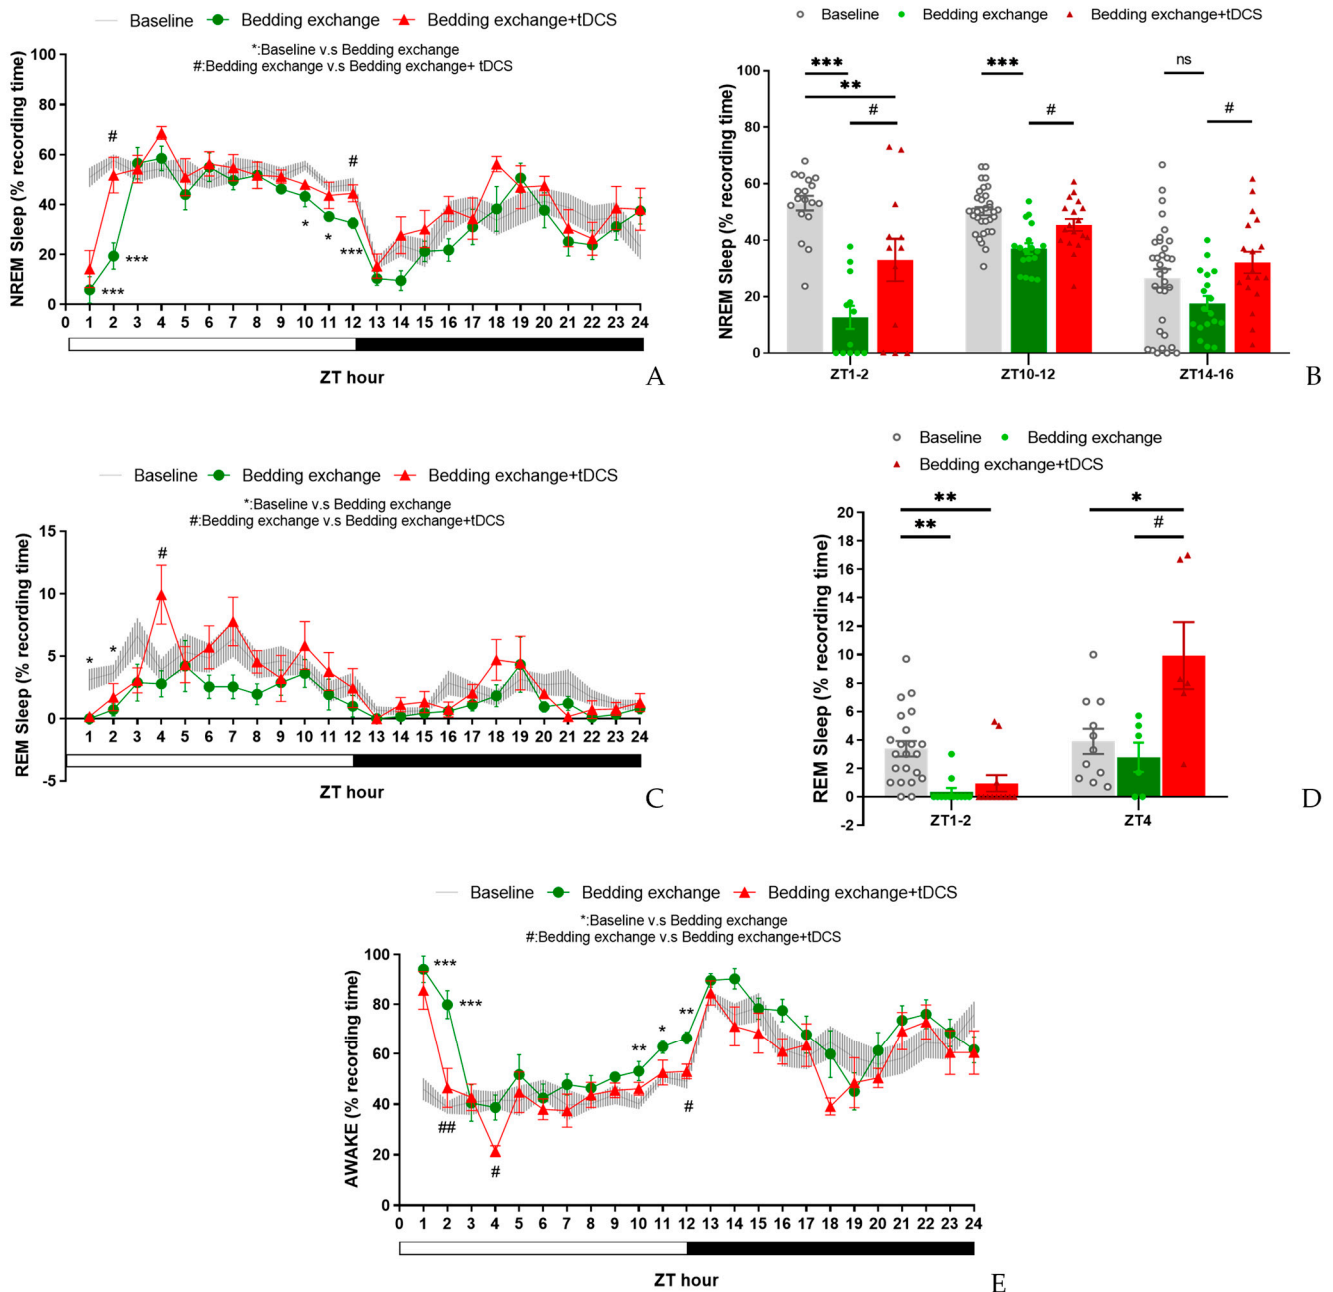 Baseline Bedding exchange Bedding exchange+tDCS
*:Baseline v.s Bedding exchange
#:Bedding exchange v.s Bedding exchange+ tDCS
NREM Sleep (% recording time)
100
80
60
40
20
0
#
#
***
***
*
*
***
0 1 2 3 4 5 6 7 8 9 10 11 12 13 14 15 16 17 18 19 20 21 22 23 24
ZT hour
A
Baseline Bedding exchange Bedding exchange+tDCS
NREM Sleep (% recording time)
100
80
60
40
20
0
*** *** ns
**
# # #
ZT1-2 ZT10-12 ZT14-16
B
Baseline Bedding exchange Bedding exchange+tDCS
*:Baseline v.s Bedding exchange
#:Bedding exchange v.s Bedding exchange+tDCS
REM Sleep (% recording time)
15
10
5
0
-5
#
*
*
1 2 3 4 5 6 7 8 9 10 11 12 13 14 15 16 17 18 19 20 21 22 23 24
ZT hour
C
Baseline Bedding exchange
Bedding exchange+tDCS
REM Sleep (% recording time)
20
18
16
14
12
10
8
6
4
2
0
-2
** *
** #
ZT1-2 ZT4
D
Baseline Bedding exchange Bedding exchange+tDCS
*:Baseline v.s Bedding exchange
#:Bedding exchange v.s Bedding exchange+tDCS
AWAKE (% recording time)
100
80
60
40
20
0
***
***
**
*
**
##
#
#
0 1 2 3 4 5 6 7 8 9 10 11 12 13 14 15 16 17 18 19 20 21 22 23 24
ZT hour
E